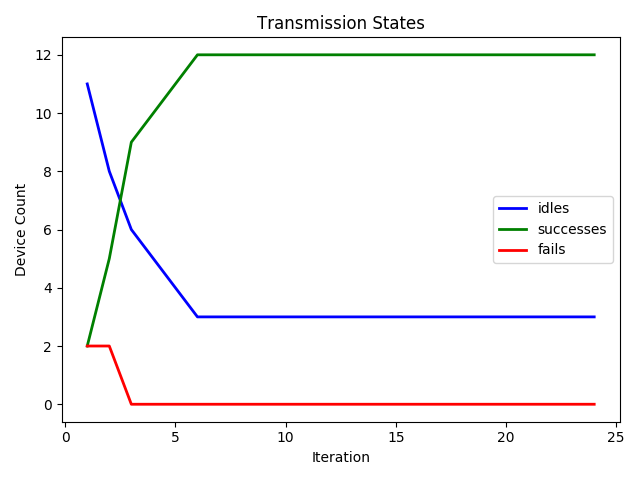 Transmission States
Device Count
12
10
8
6
4
2
0
idles
successes
fails
0 5 10 15 20 25
Iteration